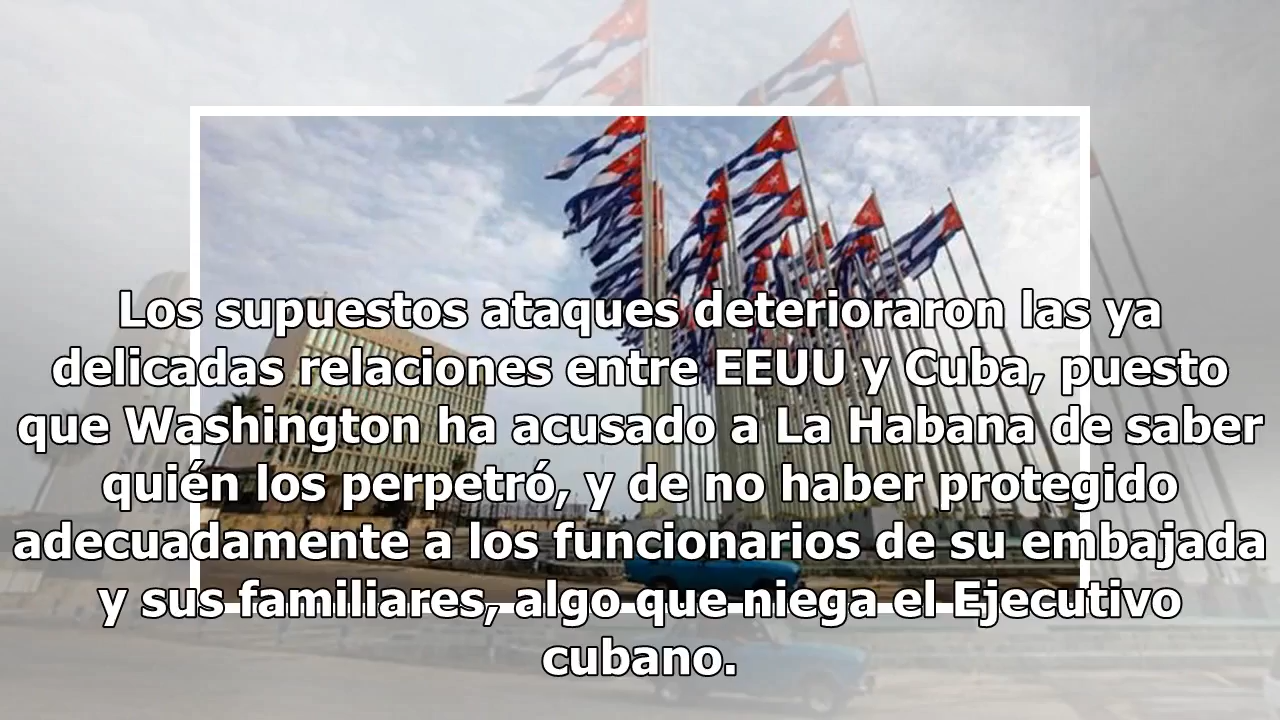 Los supuestos ataques deterioraron las ya
delicadas relaciones entre EEUU y Cuba, puesto
que Washington ha acusado a La Habana de saber
quién los perpetró, y de no haber protegido
adecuadamente a los funcionarios de su embajada
y sus familiares, algo que niega el Ejecutivo
cubano.